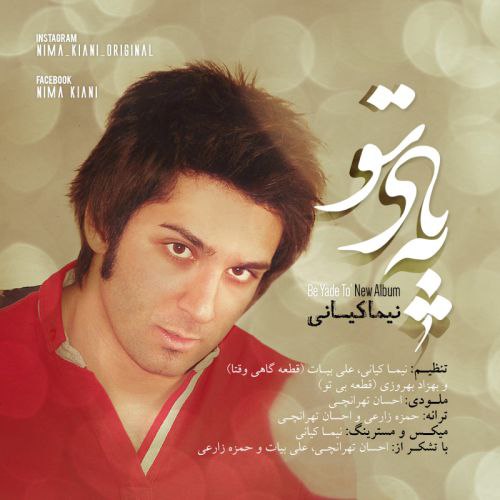 INSTAGRAM
NIMA_KIANI_ORIGINAL
FACEBOOK
NIMA KIANI
به یاد تو
Be Yade To New Album
نیما کیانی
تنظیم: نیما کیانی، علی بیات (قطعه گاهی وقتا)
و بهزاد بهروزی (قطعه بی تو)
ملودی: احسان تهرانچی
ترانه: حمزه زارعی و احسان تهرانچی
میکس و مسترینگ: نیما کیانی
با تشکر از: احسان تهرانچی، علی بیات و حمزه زارعی